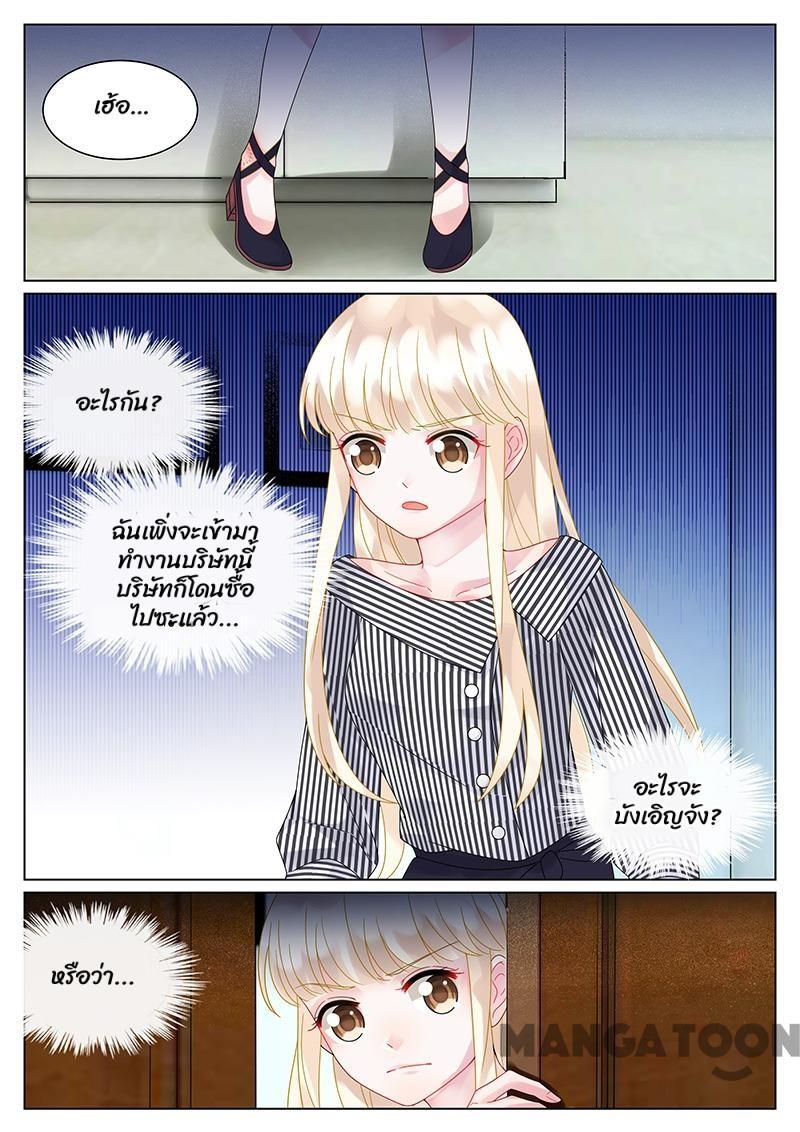 เฮ้อ...
อะไรกัน?
ฉันเพิ่งจะเข้ามา
ทำงานบริษัทนี้
บริษัทก็โดนซื้อ
ไปซะแล้ว...
อะไรจะ
บังเอิญจัง?
หรือว่า...
MANGATOON